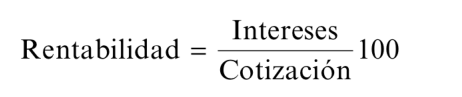 Rentabilidad = Intereses / Cotización 100